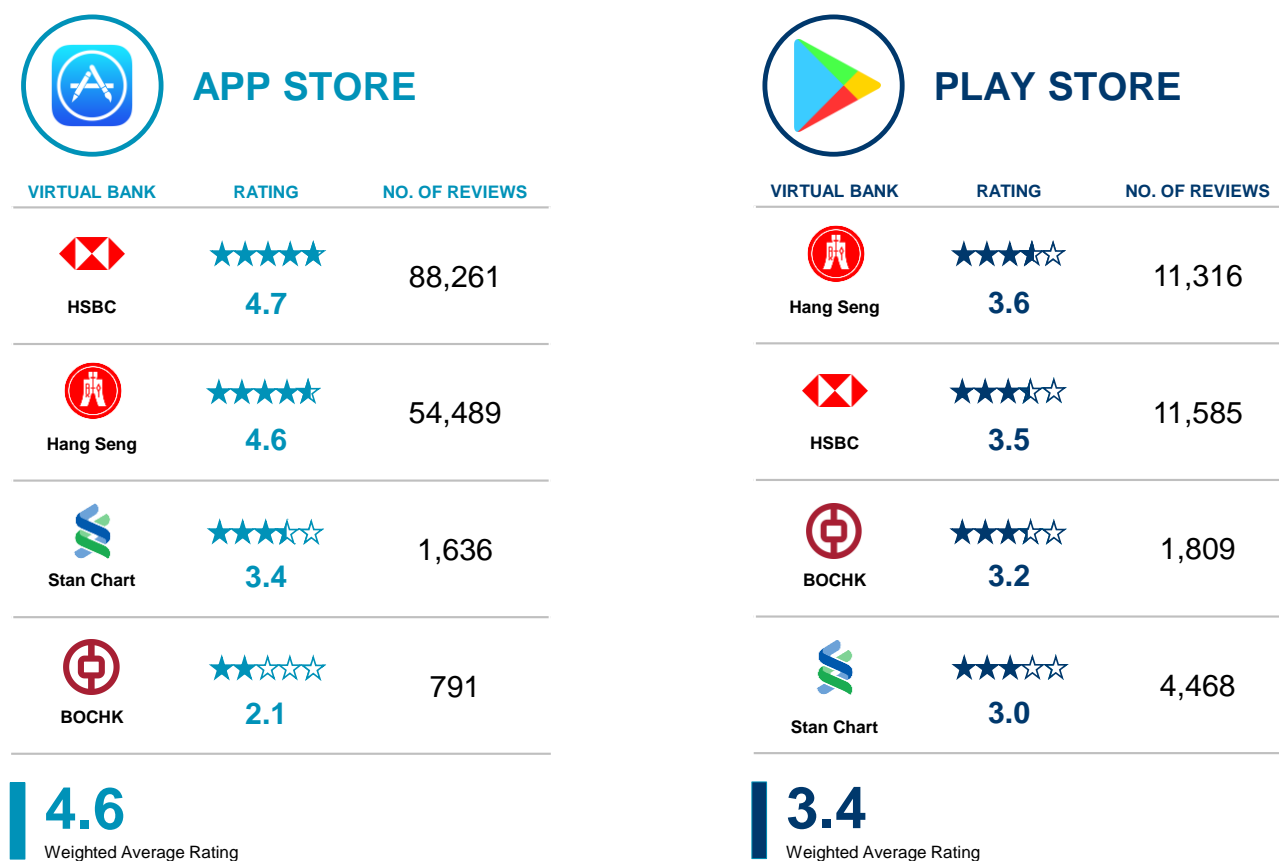 APP STORE
VIRTUAL BANK RATING NO. OF REVIEWS
HSBC 4.7 88,261
Hang Seng 4.6 54,489
Stan Chart 3.4 1,636
BOCHK 2.1 791
4.6
Weighted Average Rating
PLAY STORE
VIRTUAL BANK RATING NO. OF REVIEWS
Hang Seng 3.6 11,316
HSBC 3.5 11,585
BOCHK 3.2 1,809
Stan Chart 3.0 4,468
3.4
Weighted Average Rating